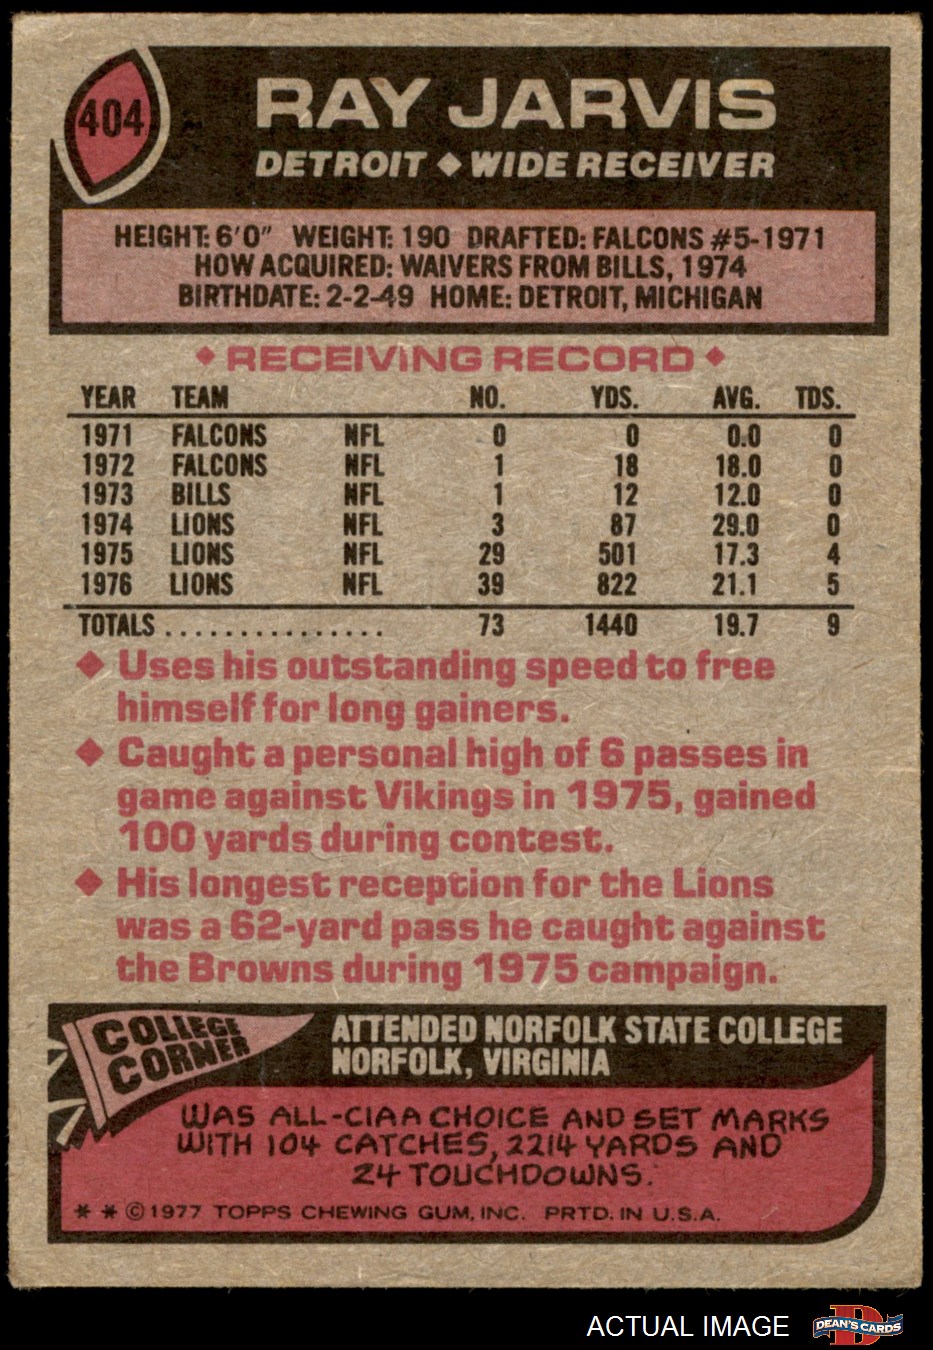 404
RAY JARVIS
DETROIT ◆ WIDE RECEIVER
HEIGHT: 6'0" WEIGHT: 190 DRAFTED: FALCONS #5-1971
HOW ACQUIRED: WAIVERS FROM BILLS, 1974
BIRTHDATE: 2-2-49 HOME: DETROIT, MICHIGAN
◆ RECEIVING RECORD ◆
YEAR TEAM NO. YDS. AVG. TDS.
1971 FALCONS NFL 0 0 0.0 0
1972 FALCONS NFL 1 18 18.0 0
1973 BILLS NFL 1 12 12.0 0
1974 LIONS NFL 3 87 29.0 0
1975 LIONS NFL 29 501 17.3 4
1976 LIONS NFL 39 822 21.1 5
TOTALS ............... 73 1440 19.7 9
◆ Uses his outstanding speed to free
himself for long gainers.
◆ Caught a personal high of 6 passes in
game against Vikings in 1975, gained
100 yards during contest.
◆ His longest reception for the Lions
was a 62-yard pass he caught against
the Browns during 1975 campaign.
COLLEGE
CORNER
ATTENDED NORFOLK STATE COLLEGE
NORFOLK, VIRGINIA
WAS ALL-CIAA CHOICE AND SET MARKS
WITH 104 CATCHES, 2214 YARDS AND
24 TOUCHDOWNS.
* * © 1977 TOPPS CHEWING GUM, INC. PRTD. IN U.S.A.
ACTUAL IMAGE
D
DEAN'S CARDS